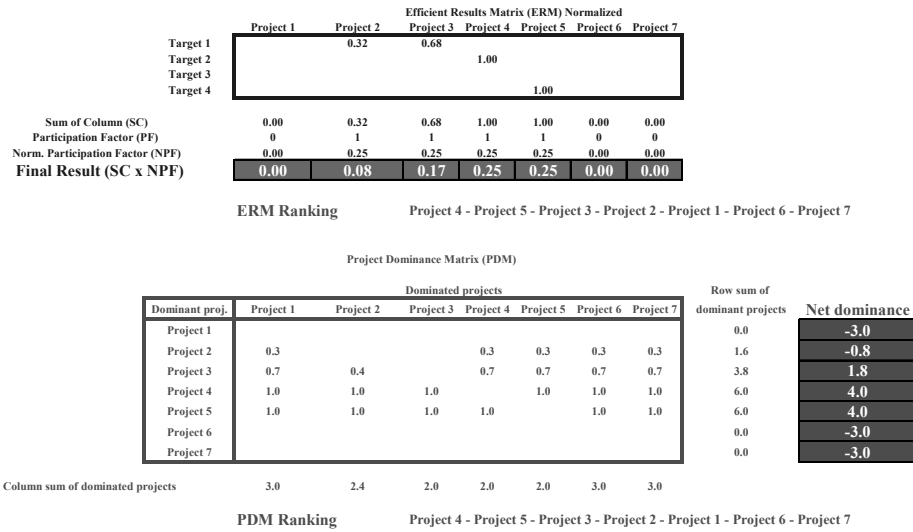 Efficient Results Matrix (ERM) Normalized
Project 1 Project 2 Project 3 Project 4 Project 5 Project 6 Project 7
Target 1 0.32 0.68
Target 2 1.00
Target 3
Target 4 1.00
Sum of Column (SC) 0.00 0.32 0.68 1.00 1.00 0.00 0.00
Participation Factor (PF) 0 1 1 1 1 0 0
Norm. Participation Factor (NPF) 0.00 0.25 0.25 0.25 0.25 0.00 0.00
Final Result (SC x NPF) 0.00 0.08 0.17 0.25 0.25 0.00 0.00
ERM Ranking Project 4 - Project 5 - Project 3 - Project 2 - Project 1 - Project 6 - Project 7
Project Dominance Matrix (PDM)
Dominated projects Row sum of
Dominant proj. Project 1 Project 2 Project 3 Project 4 Project 5 Project 6 Project 7 dominant projects Net dominance
Project 1 0.0 -3.0
Project 2 0.3 0.3 0.3 0.3 0.3 1.6 -0.8
Project 3 0.7 0.4 0.7 0.7 0.7 0.7 3.8 1.8
Project 4 1.0 1.0 1.0 1.0 1.0 1.0 6.0 4.0
Project 5 1.0 1.0 1.0 1.0 1.0 1.0 6.0 4.0
Project 6 0.0 -3.0
Project 7 0.0 -3.0
Column sum of dominated projects 3.0 2.4 2.0 2.0 2.0 3.0 3.0
PDM Ranking Project 4 - Project 5 - Project 3 - Project 2 - Project 1 - Project 6 - Project 7